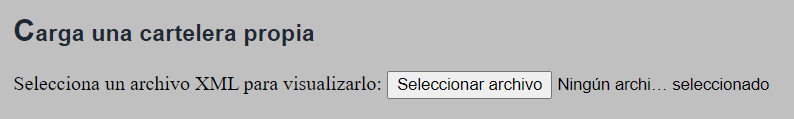 Carga una cartelera propia
Selecciona un archivo XML para visualizarlo: Seleccionar archivo Ningún archi… seleccionado